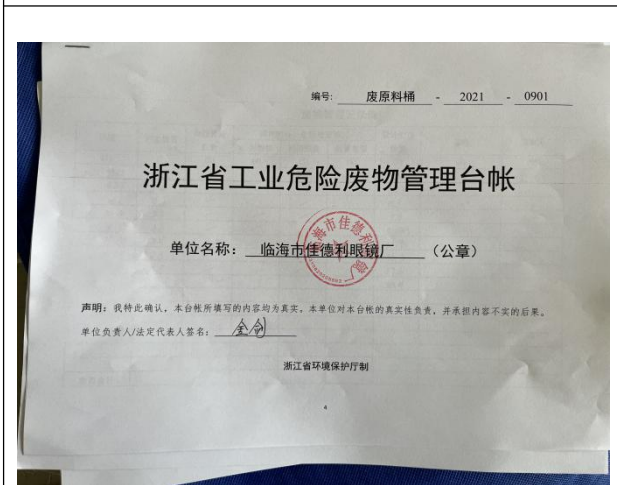 编号: 废原料桶 - 2021 - 0901
浙江省工业危险废物管理台帐
单位名称: 临海市佳德利眼镜厂 (公章)
声明: 我特此确认,本台帐所填写的内容均为真实。本单位对本台帐的真实性负责,并承担内容不实的后果。
单位负责人/法定代表人签名:
浙江省环境保护厅制